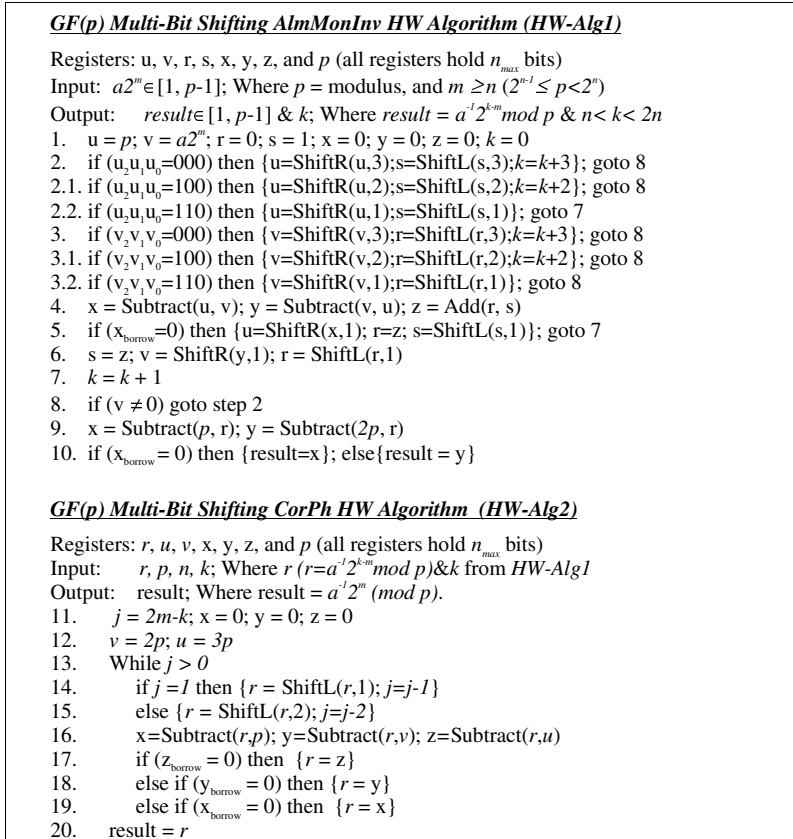 GF(p) Multi-Bit Shifting AlmMonInv HW Algorithm (HW-Alg1)
Registers: u, v, r, s, x, y, z, and p (all registers hold n_max bits)
Input: a2^m∈[1, p-1]; Where p = modulus, and m ≥n (2^n-1≤ p<2^n)
Output: result∈[1, p-1] & k; Where result = a^-12^k-m mod p & n< k< 2n
1. u = p; v = a2^m; r = 0; s = 1; x = 0; y = 0; z = 0; k = 0
2. if (u₂u₁u₀=000) then {u=ShiftR(u,3);s=ShiftL(s,3);k=k+3}; goto 8
2.1. if (u₂u₁u₀=100) then {u=ShiftR(u,2);s=ShiftL(s,2);k=k+2}; goto 8
2.2. if (u₂u₁u₀=110) then {u=ShiftR(u,1);s=ShiftL(s,1)}; goto 7
3. if (v₂v₁v₀=000) then {v=ShiftR(v,3);r=ShiftL(r,3);k=k+3}; goto 8
3.1. if (v₂v₁v₀=100) then {v=ShiftR(v,2);r=ShiftL(r,2);k=k+2}; goto 8
3.2. if (v₂v₁v₀=110) then {v=ShiftR(v,1);r=ShiftL(r,1)}; goto 8
4. x = Subtract(u, v); y = Subtract(v, u); z = Add(r, s)
5. if (x_borrow=0) then {u=ShiftR(x,1); r=z; s=ShiftL(s,1)}; goto 7
6. s = z; v = ShiftR(y,1); r = ShiftL(r,1)
7. k = k + 1
8. if (v ≠ 0) goto step 2
9. x = Subtract(p, r); y = Subtract(2p, r)
10. if (x_borrow = 0) then {result=x}; else{result = y}
GF(p) Multi-Bit Shifting CorPh HW Algorithm (HW-Alg2)
Registers: r, u, v, x, y, z, and p (all registers hold n_max bits)
Input: r, p, n, k; Where r (r=a^-12^k-m mod p)&k from HW-Alg1
Output: result; Where result = a^-12^m (mod p).
11. j = 2m-k; x = 0; y = 0; z = 0
12. v = 2p; u = 3p
13. While j > 0
14. if j =1 then {r = ShiftL(r,1); j=j-1}
15. else {r = ShiftL(r,2); j=j-2}
16. x=Subtract(r,p); y=Subtract(r,v); z=Subtract(r,u)
17. if (z_borrow = 0) then {r = z}
18. else if (y_borrow = 0) then {r = y}
19. else if (x_borrow = 0) then {r = x}
20. result = r